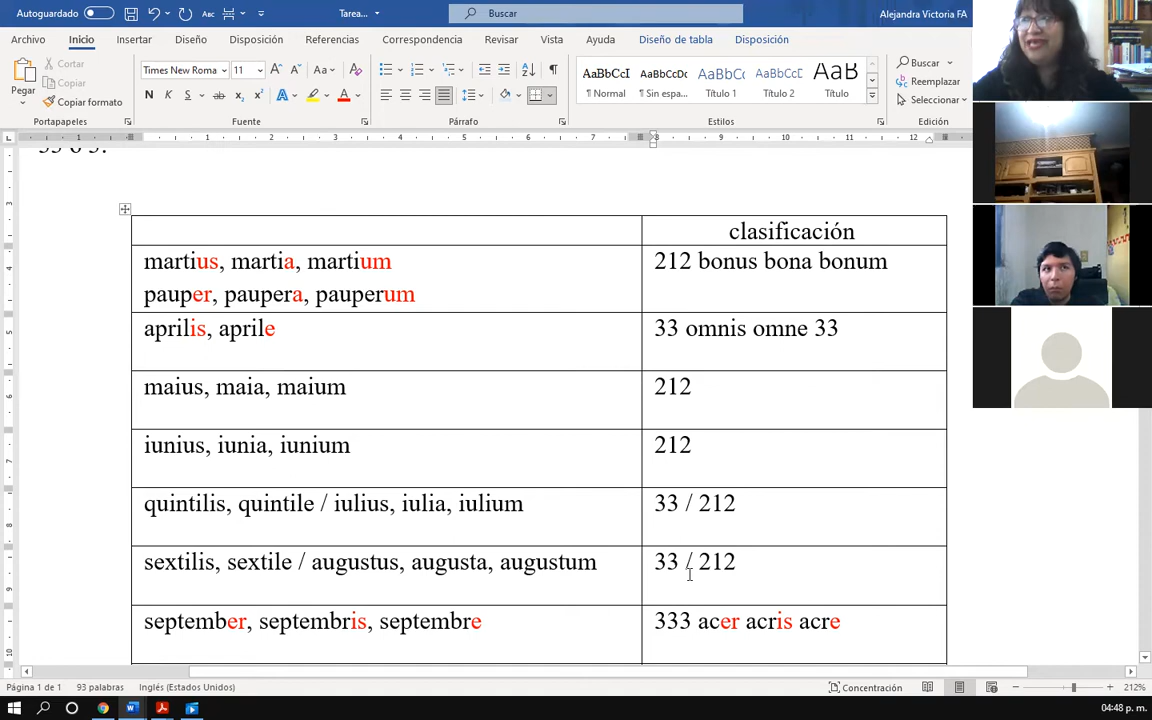 Autoguardado
Tarea...
Buscar
Alejandra Victoria FA
Archivo Inicio Insertar Diseño Disposición Referencias Correspondencia Revisar Vista Ayuda Diseño de tabla Disposición
Pegar
Cortar
Copiar
Copiar formato
Times New Roma 11
AaBbCcI AaBbCcDc AaBbCc AaBbCcD AaB
¶ Normal ¶ Sin espa... Título 1 Título 2 Título
Buscar
Reemplazar
Seleccionar
Portapapeles Fuente Párrafo Estilos Edición
clasificación
martius, martia, martium
pauper, paupera, pauperum
212 bonus bona bonum
aprilis, aprile
33 omnis omne 33
maius, maia, maium
212
iunius, iunia, iunium
212
quintilis, quintile / iulius, iulia, iulium
33 / 212
sextilis, sextile / augustus, augusta, augustum
33 / 212
september, septembris, septembre
333 acer acris acre
Página 1 de 1 93 palabras Inglés (Estados Unidos) Concentración 212%
04:48 p. m.